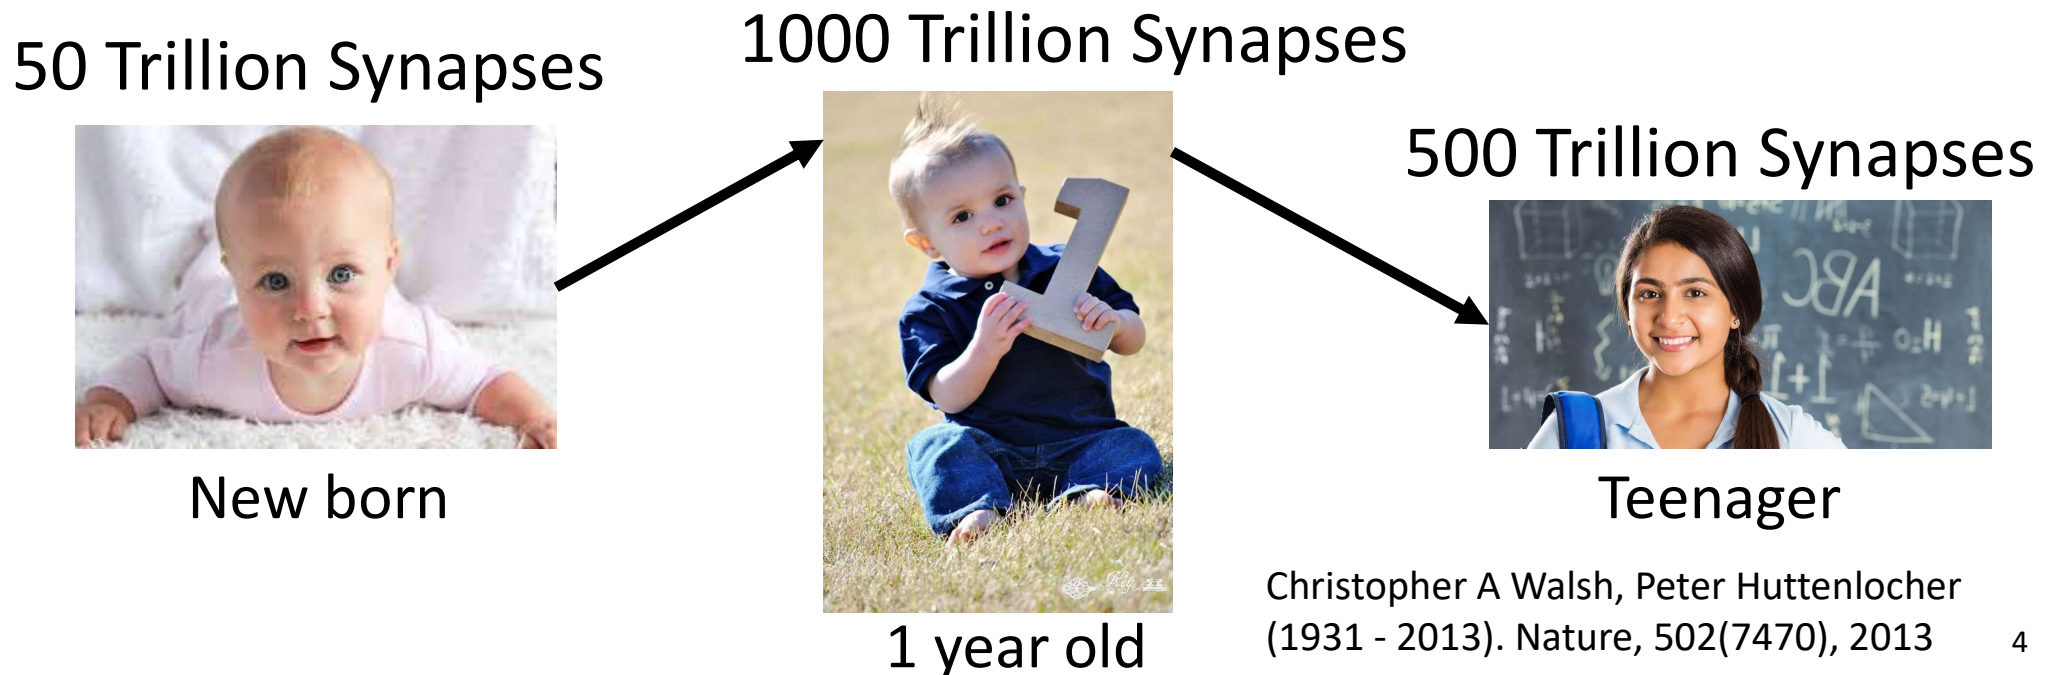 50 Trillion Synapses
1000 Trillion Synapses
500 Trillion Synapses
ABC
New born
1 year old
Teenager
Christopher A Walsh, Peter Huttenlocher
(1931 - 2013). Nature, 502(7470), 2013
4